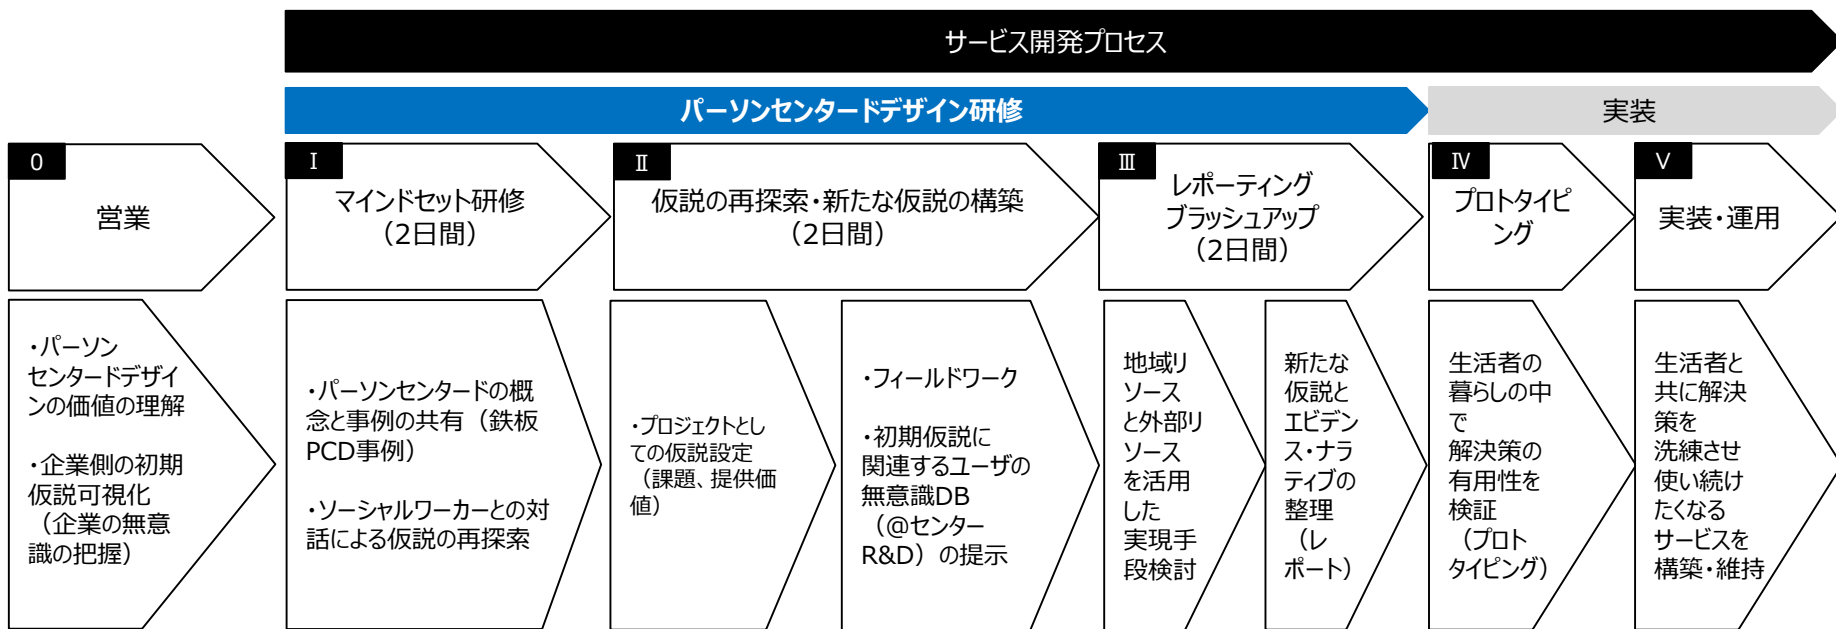 サービス開発プロセス
パーソンセンタードデザイン研修
実装
0
営業
Ⅰ
マインドセット研修
(2日間)
Ⅱ
仮説の再探索・新たな仮説の構築
(2日間)
Ⅲ
レポーティング
ブラッシュアップ
(2日間)
Ⅳ
プロトタイピ
ング
Ⅴ
実装・運用
・パーソン
センタードデザイ
ンの価値の理解
・企業側の初期
仮説可視化
(企業の無意
識の把握)
・パーソンセンタードの概
念と事例の共有(鉄板
PCD事例)
・ソーシャルワーカーとの対
話による仮説の再探索
・プロジェクトとし
ての仮説設定
(課題、提供価
値)
・フィールドワーク
・初期仮説に
関連するユーザの
無意識DB
(@センター
R&D)の提示
地域リ
ソース
と外部リ
ソース
を活用
した
実現手
段検討
新たな
仮説と
エビデン
ス・ナラ
ティブの
整理
(レ
ポート)
生活者の
暮らしの中
で
解決策の
有用性を
検証
(プロト
タイピング)
生活者と
共に解決
策を
洗練させ
使い続け
たくなる
サービスを
構築・維持